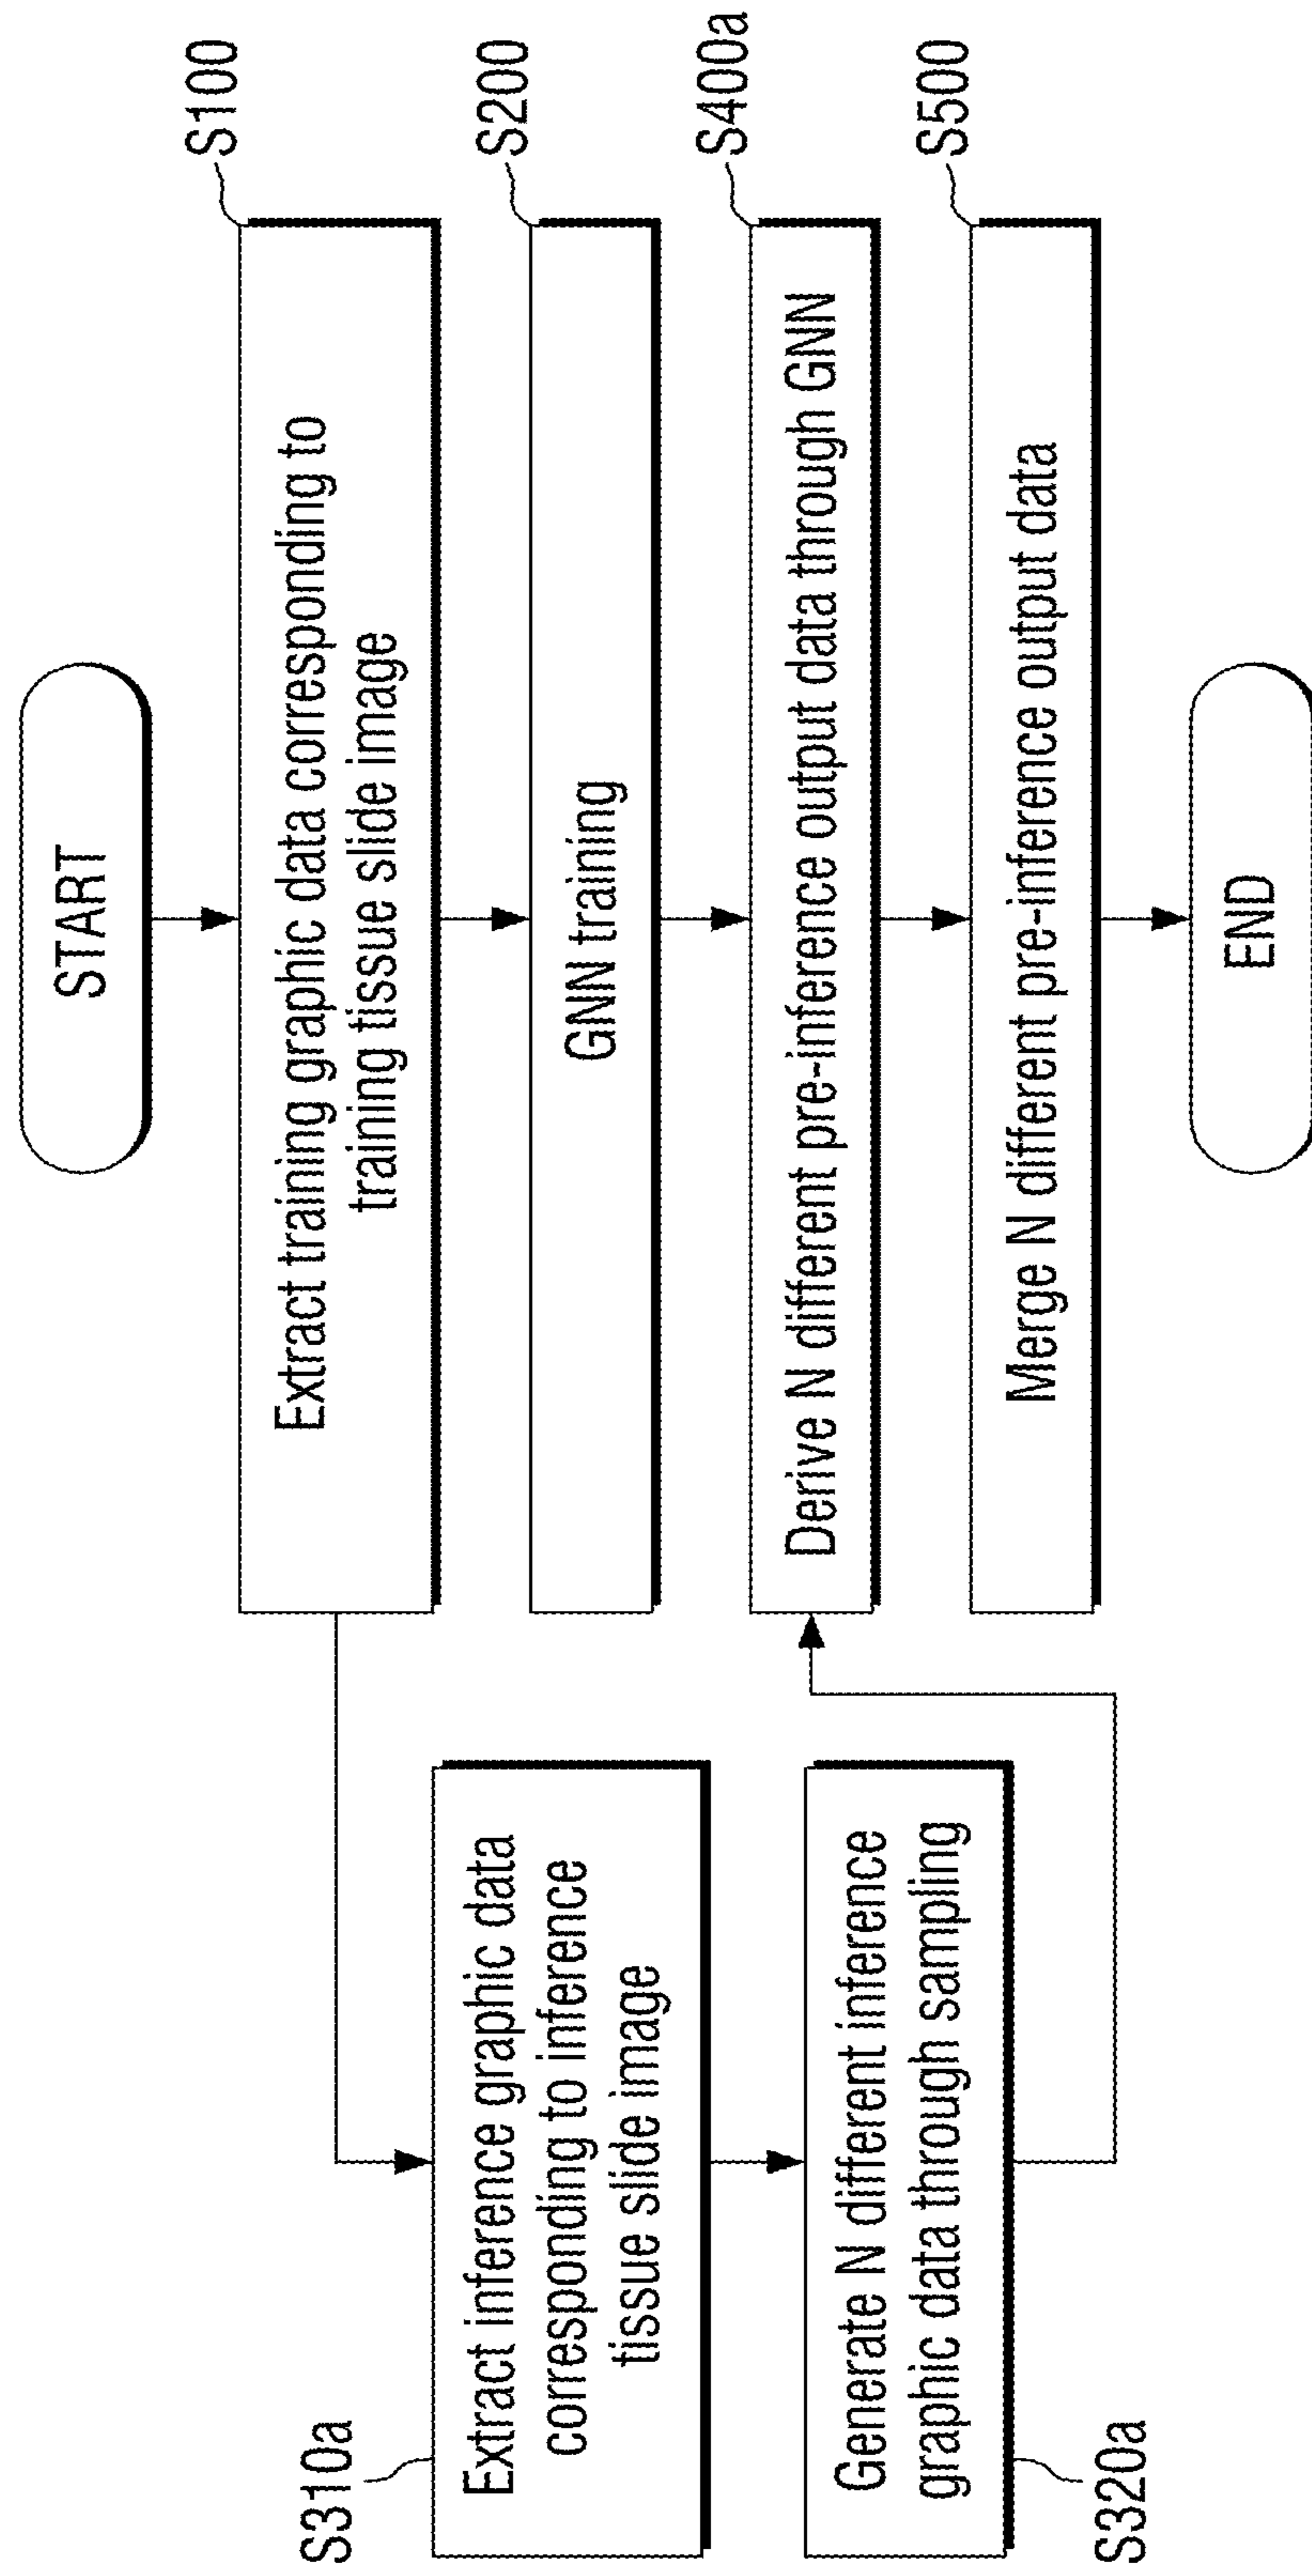 START
S100
Extract training graphic data corresponding to
training tissue slide image
S310a
Extract inference graphic data
corresponding to inference
tissue slide image
S200
GNN training
S320a
Generate N different inference
graphic data through sampling
S400a
Derive N different pre-inference output data through GNN
S500
Merge N different pre-inference output data
END